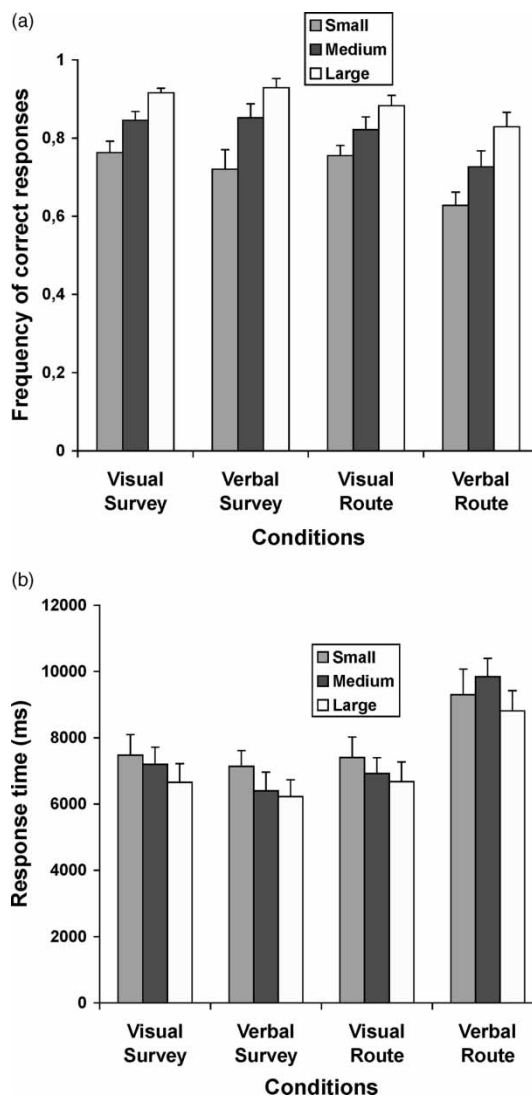 (a)
Small
Medium
Large
Frequency of correct responses
1
0,8
0,6
0,4
0,2
0
Visual Survey
Verbal Survey
Visual Route
Verbal Route
Conditions
(b)
Small
Medium
Large
Response time (ms)
12000
10000
8000
6000
4000
2000
0
Visual Survey
Verbal Survey
Visual Route
Verbal Route
Conditions